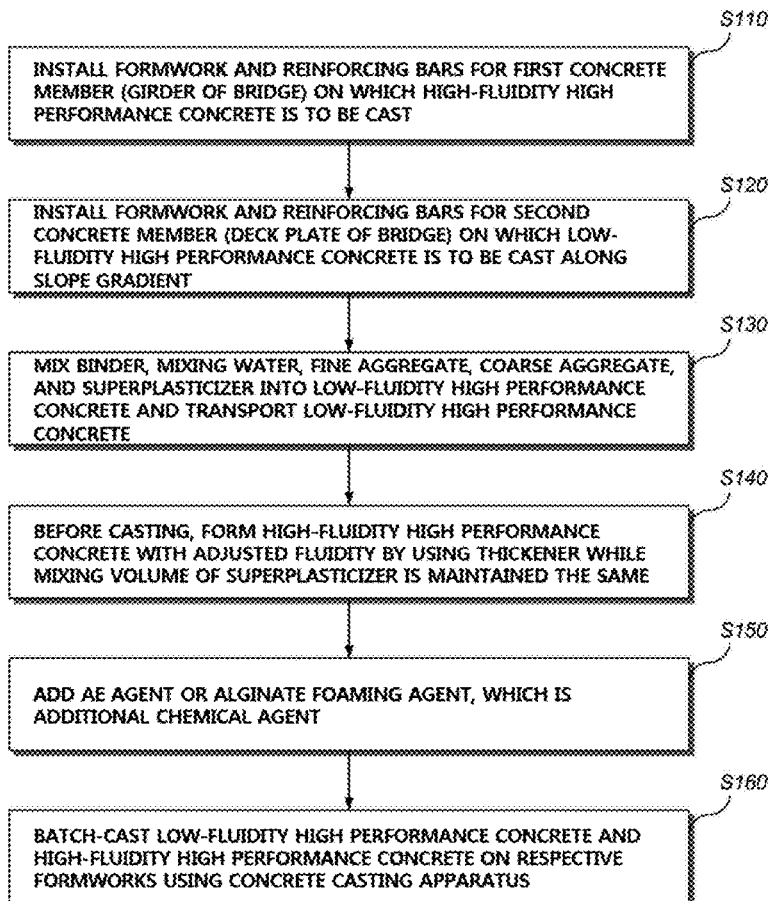 S110
INSTALL FORMWORK AND REINFORCING BARS FOR FIRST CONCRETE
MEMBER (GIRDER OF BRIDGE) ON WHICH HIGH-FLUIDITY HIGH
PERFORMANCE CONCRETE IS TO BE CAST
S120
INSTALL FORMWORK AND REINFORCING BARS FOR SECOND
CONCRETE MEMBER (DECK PLATE OF BRIDGE) ON WHICH LOW-
FLUIDITY HIGH PERFORMANCE CONCRETE IS TO BE CAST ALONG
SLOPE GRADIENT
S130
MIX BINDER, MIXING WATER, FINE AGGREGATE, COARSE AGGREGATE,
AND SUPERPLASTICIZER INTO LOW-FLUIDITY HIGH PERFORMANCE
CONCRETE AND TRANSPORT LOW-FLUIDITY HIGH PERFORMANCE
CONCRETE
S140
BEFORE CASTING, FORM HIGH-FLUIDITY HIGH PERFORMANCE
CONCRETE WITH ADJUSTED FLUIDITY BY USING THICKENER WHILE
MIXING VOLUME OF SUPERPLASTICIZER IS MAINTAINED THE SAME
S150
ADD AE AGENT OR ALGINATE FOAMING AGENT, WHICH IS
ADDITIONAL CHEMICAL AGENT
S160
BATCH-CAST LOW-FLUIDITY HIGH PERFORMANCE CONCRETE AND
HIGH-FLUIDITY HIGH PERFORMANCE CONCRETE ON RESPECTIVE
FORMWORKS USING CONCRETE CASTING APPARATUS